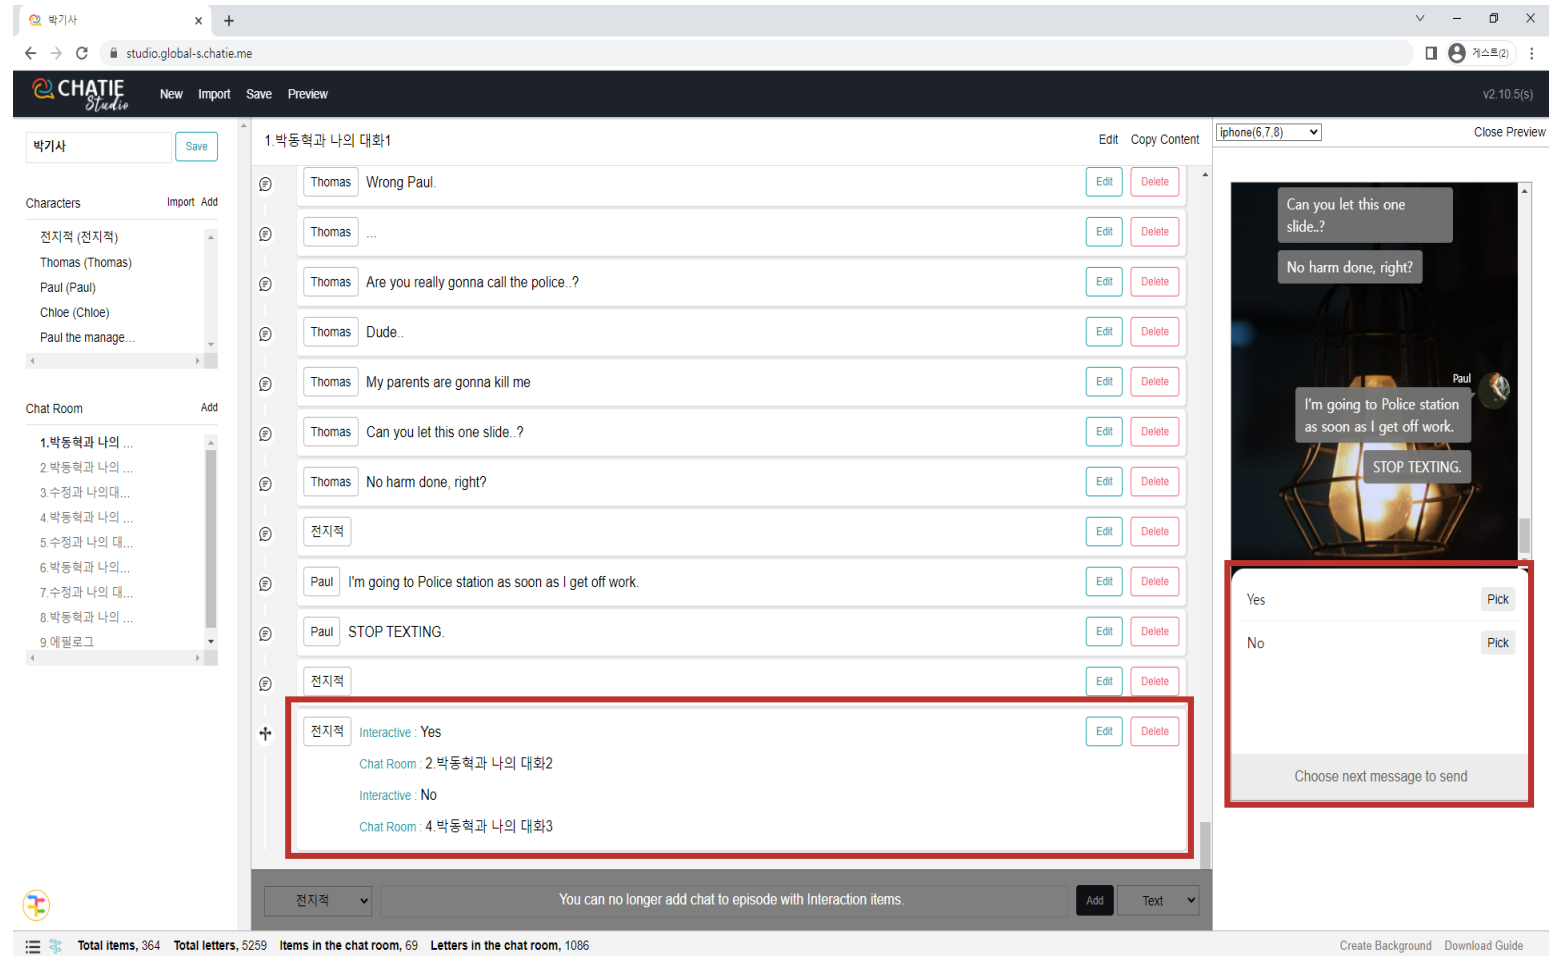 박기사
studio.global-s.chatie.me
게스트(2)
CHATIE
Studio
New Import Save Preview
v2.10.5(s)
박기사 Save
Characters Import Add
전지적 (전지적)
Thomas (Thomas)
Paul (Paul)
Chloe (Chloe)
Paul the manage...
Chat Room Add
1.박동혁과 나의 ...
2.박동혁과 나의 ...
3.수정과 나의대...
4.박동혁과 나의 ...
5.수정과 나의 대...
6.박동혁과 나의...
7.수정과 나의 대...
8.박동혁과 나의 ...
9.에필로그
1.박동혁과 나의 대화1 Edit Copy Content
Thomas Wrong Paul. Edit Delete
Thomas ... Edit Delete
Thomas Are you really gonna call the police..? Edit Delete
Thomas Dude.. Edit Delete
Thomas My parents are gonna kill me Edit Delete
Thomas Can you let this one slide..? Edit Delete
Thomas No harm done, right? Edit Delete
전지적 Edit Delete
Paul I'm going to Police station as soon as I get off work. Edit Delete
Paul STOP TEXTING. Edit Delete
전지적 Edit Delete
전지적 Interactive : Yes Edit Delete
Chat Room : 2.박동혁과 나의 대화2
Interactive : No
Chat Room : 4.박동혁과 나의 대화3
전지적 You can no longer add chat to episode with Interaction items. Add Text
iphone(6,7,8) Close Preview
Can you let this one
slide..?
No harm done, right?
Paul
I'm going to Police station
as soon as I get off work.
STOP TEXTING.
Yes Pick
No Pick
Choose next message to send
Total items, 364 Total letters, 5259 Items in the chat room, 69 Letters in the chat room, 1086
Create Background Download Guide